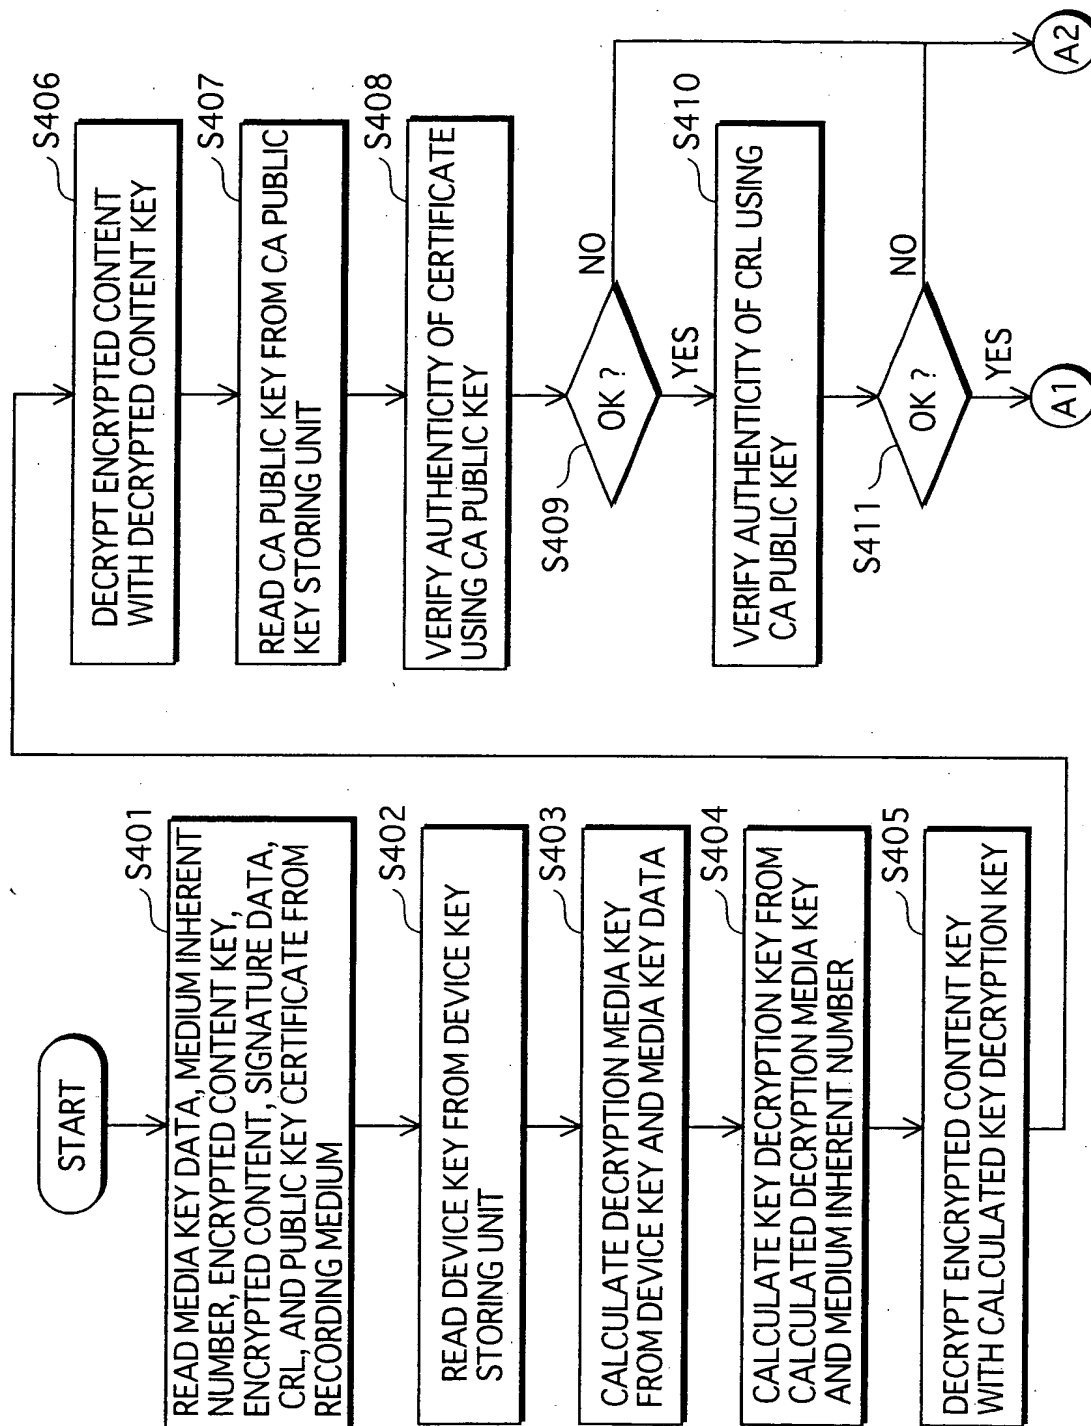 START
S401
READ MEDIA KEY DATA, MEDIUM INHERENT
NUMBER, ENCRYPTED CONTENT KEY,
ENCRYPTED CONTENT, SIGNATURE DATA,
CRL, AND PUBLIC KEY CERTIFICATE FROM
RECORDING MEDIUM
S402
READ DEVICE KEY FROM DEVICE KEY
STORING UNIT
S403
CALCULATE DECRYPTION MEDIA KEY
FROM DEVICE KEY AND MEDIA KEY DATA
S404
CALCULATE KEY DECRYPTION KEY FROM
CALCULATED DECRYPTION MEDIA KEY
AND MEDIUM INHERENT NUMBER
S405
DECRYPT ENCRYPTED CONTENT KEY
WITH CALCULATED KEY DECRYPTION KEY
S406
DECRYPT ENCRYPTED CONTENT
WITH DECRYPTED CONTENT KEY
S407
READ CA PUBLIC KEY FROM CA PUBLIC
KEY STORING UNIT
S408
VERIFY AUTHENTICITY OF CERTIFICATE
USING CA PUBLIC KEY
S409
OK ?
NO
YES
S410
VERIFY AUTHENTICITY OF CRL USING
CA PUBLIC KEY
S411
OK ?
NO
YES
A1
A2